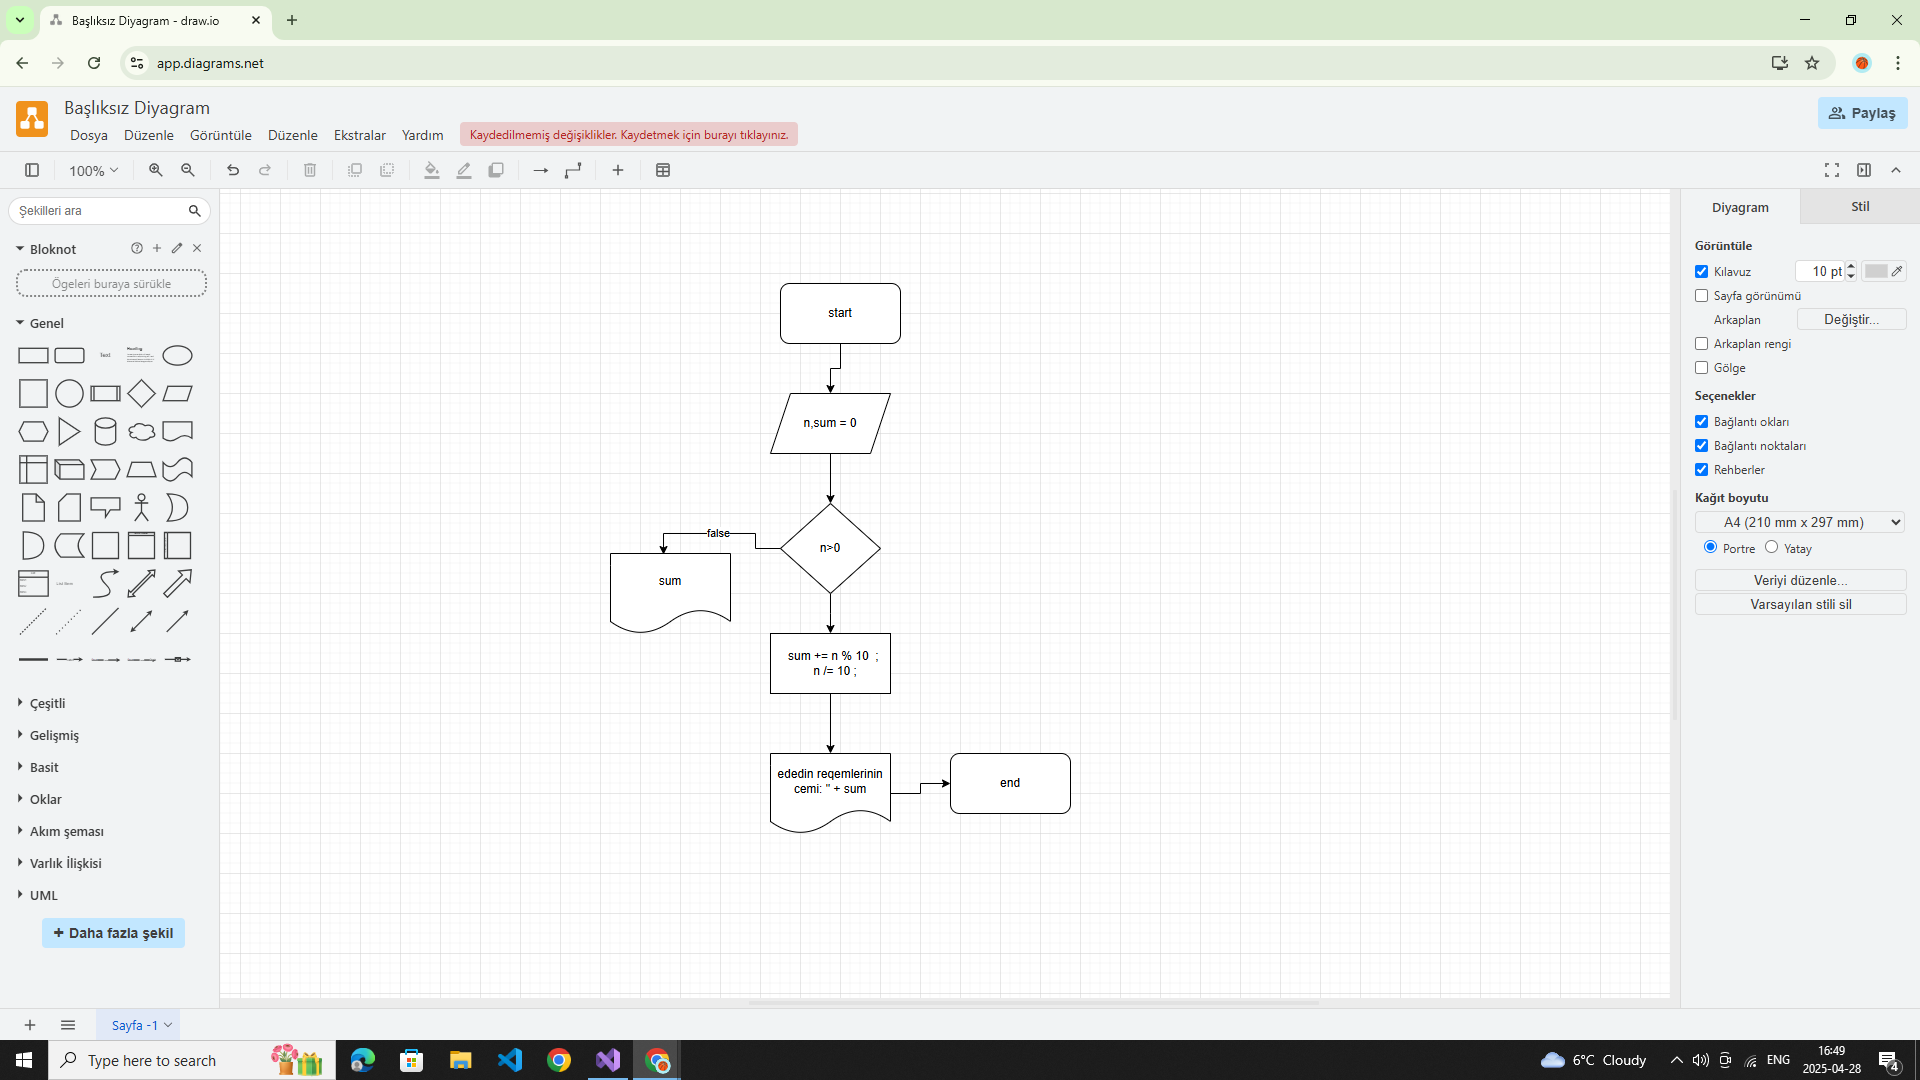 Başlıksız Diyagram - draw.io
app.diagrams.net
Başlıksız Diyagram
Dosya Düzenle Görüntüle Düzenle Ekstralar Yardım
Kaydedilmemiş değişiklikler. Kaydetmek için burayı tıklayınız.
Paylaş
100%
Şekilleri ara
Bloknot
Ögeleri buraya sürükle
Genel
Text
Heading
List Item
Çeşitli
Gelişmiş
Basit
Oklar
Akım şeması
Varlık İlişkisi
UML
+ Daha fazla şekil
start
n,sum = 0
n>0
false
sum
sum += n % 10 ;
n /= 10 ;
ededin reqemlerinin
cemi: " + sum
end
Diyagram
Stil
Görüntüle
Kılavuz
10 pt
Sayfa görünümü
Arkaplan
Değiştir...
Arkaplan rengi
Gölge
Seçenekler
Bağlantı okları
Bağlantı noktaları
Rehberler
Kağıt boyutu
A4 (210 mm x 297 mm)
Portre
Yatay
Veriyi düzenle...
Varsayılan stili sil
Sayfa -1
Type here to search
6°C Cloudy
ENG
16:49
2025-04-28
4